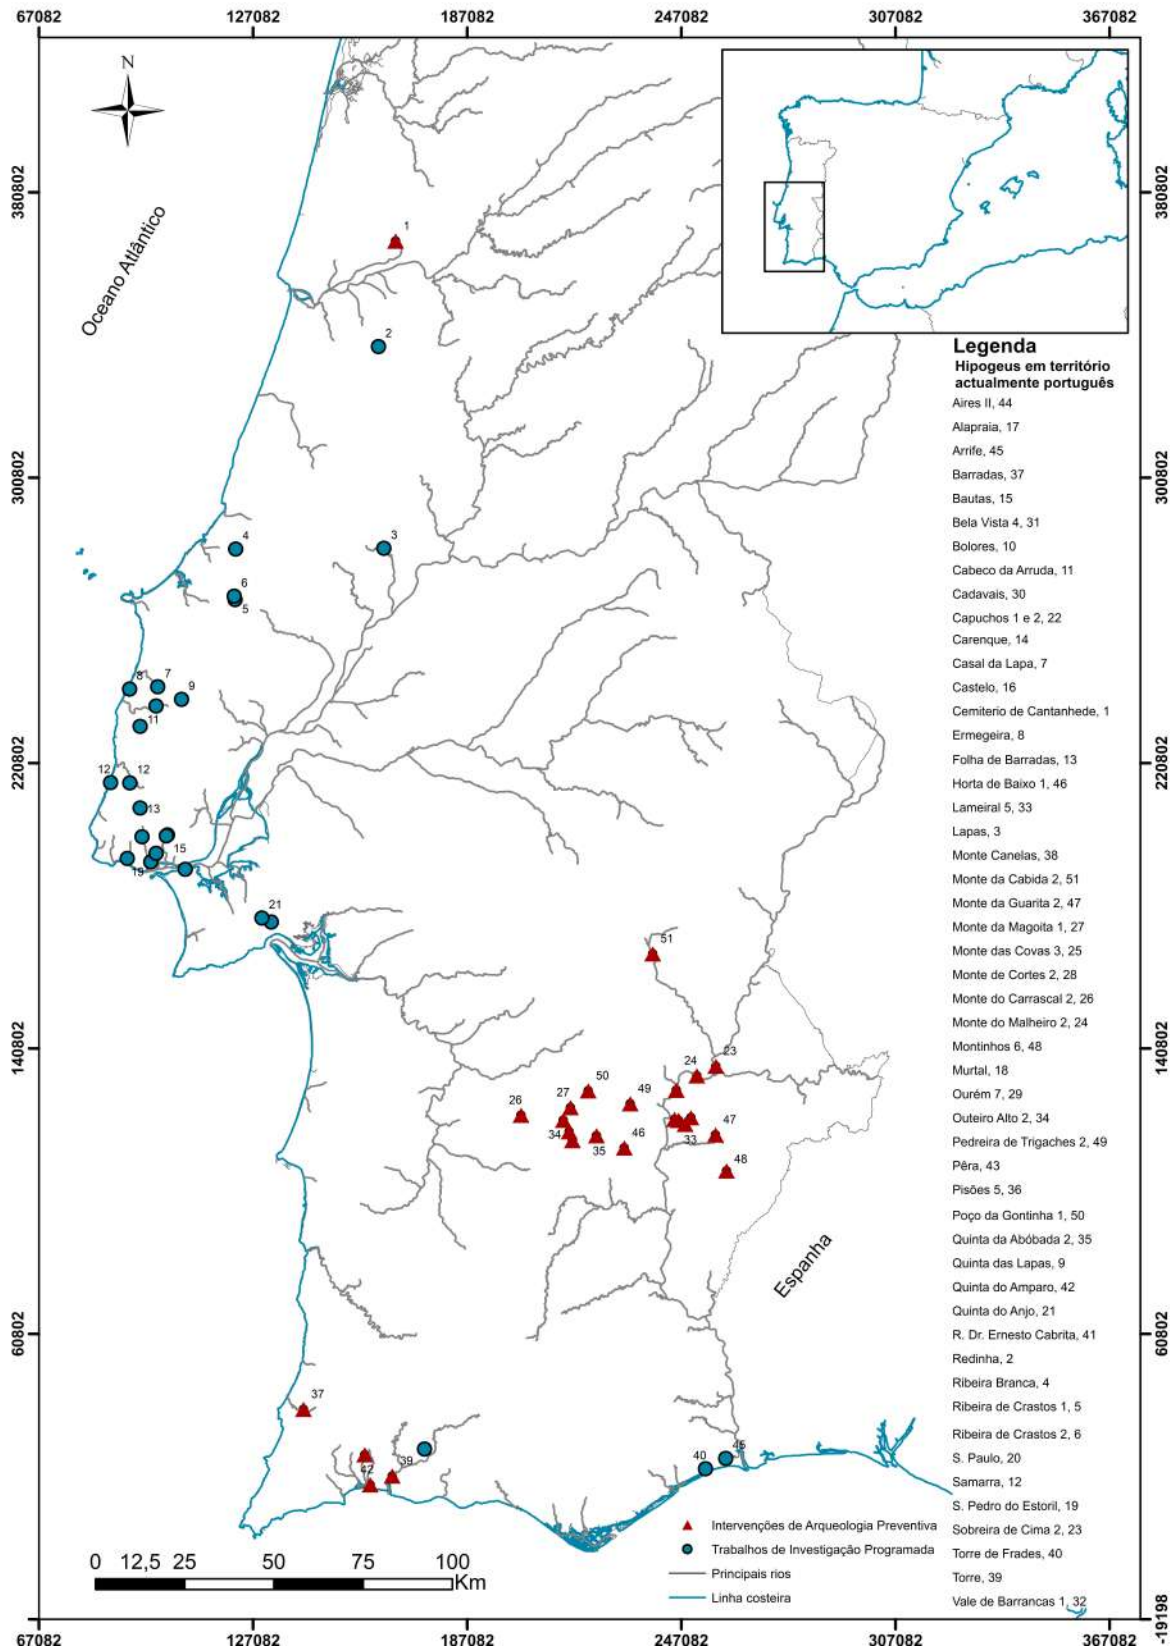 67082 127082 187082 247082 307082 367082
N
Oceano Atlântico
380802 380802
300802 300802
220802 220802
140802 140802
60802 60802
-19198
1
2
3
4
6
5
8
7
9
11
12 12
13
15
19
21
51
23
24
50
27
49
26
34
35
46
33
47
48
Espanha
37
42
39
40
45
Legenda
Hipogeus em território
actualmente português
Aires II, 44
Alapraia, 17
Arrife, 45
Barradas, 37
Bautas, 15
Bela Vista 4, 31
Bolores, 10
Cabeco da Arruda, 11
Cadavais, 30
Capuchos 1 e 2, 22
Carenque, 14
Casal da Lapa, 7
Castelo, 16
Cemiterio de Cantanhede, 1
Ermegeira, 8
Folha de Barradas, 13
Horta de Baixo 1, 46
Lameiral 5, 33
Lapas, 3
Monte Canelas, 38
Monte da Cabida 2, 51
Monte da Guarita 2, 47
Monte da Magoita 1, 27
Monte das Covas 3, 25
Monte de Cortes 2, 28
Monte do Carrascal 2, 26
Monte do Malheiro 2, 24
Montinhos 6, 48
Murtal, 18
Ourém 7, 29
Outeiro Alto 2, 34
Pedreira de Trigaches 2, 49
Pêra, 43
Pisões 5, 36
Poço da Gontinha 1, 50
Quinta da Abóbada 2, 35
Quinta das Lapas, 9
Quinta do Amparo, 42
Quinta do Anjo, 21
R. Dr. Ernesto Cabrita, 41
Redinha, 2
Ribeira Branca, 4
Ribeira de Crastos 1, 5
Ribeira de Crastos 2, 6
S. Paulo, 20
Samarra, 12
S. Pedro do Estoril, 19
Sobreira de Cima 2, 23
Torre de Frades, 40
Torre, 39
Vale de Barrancas 1, 32
Intervenções de Arqueologia Preventiva
Trabalhos de Investigação Programada
Principais rios
Linha costeira
0 12,5 25 50 75 100
Km
67082 127082 187082 247082 307082 367082